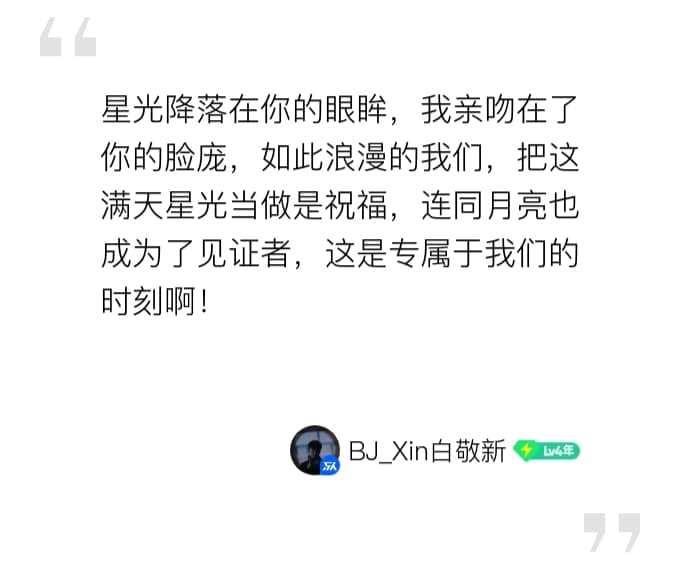 星光降落在你的眼眸，我亲吻在了
你的脸庞，如此浪漫的我们，把这
满天星光当做是祝福，连同月亮也
成为了见证者，这是专属于我们的
时刻啊！
BJ_Xin白敬新 Lv4年